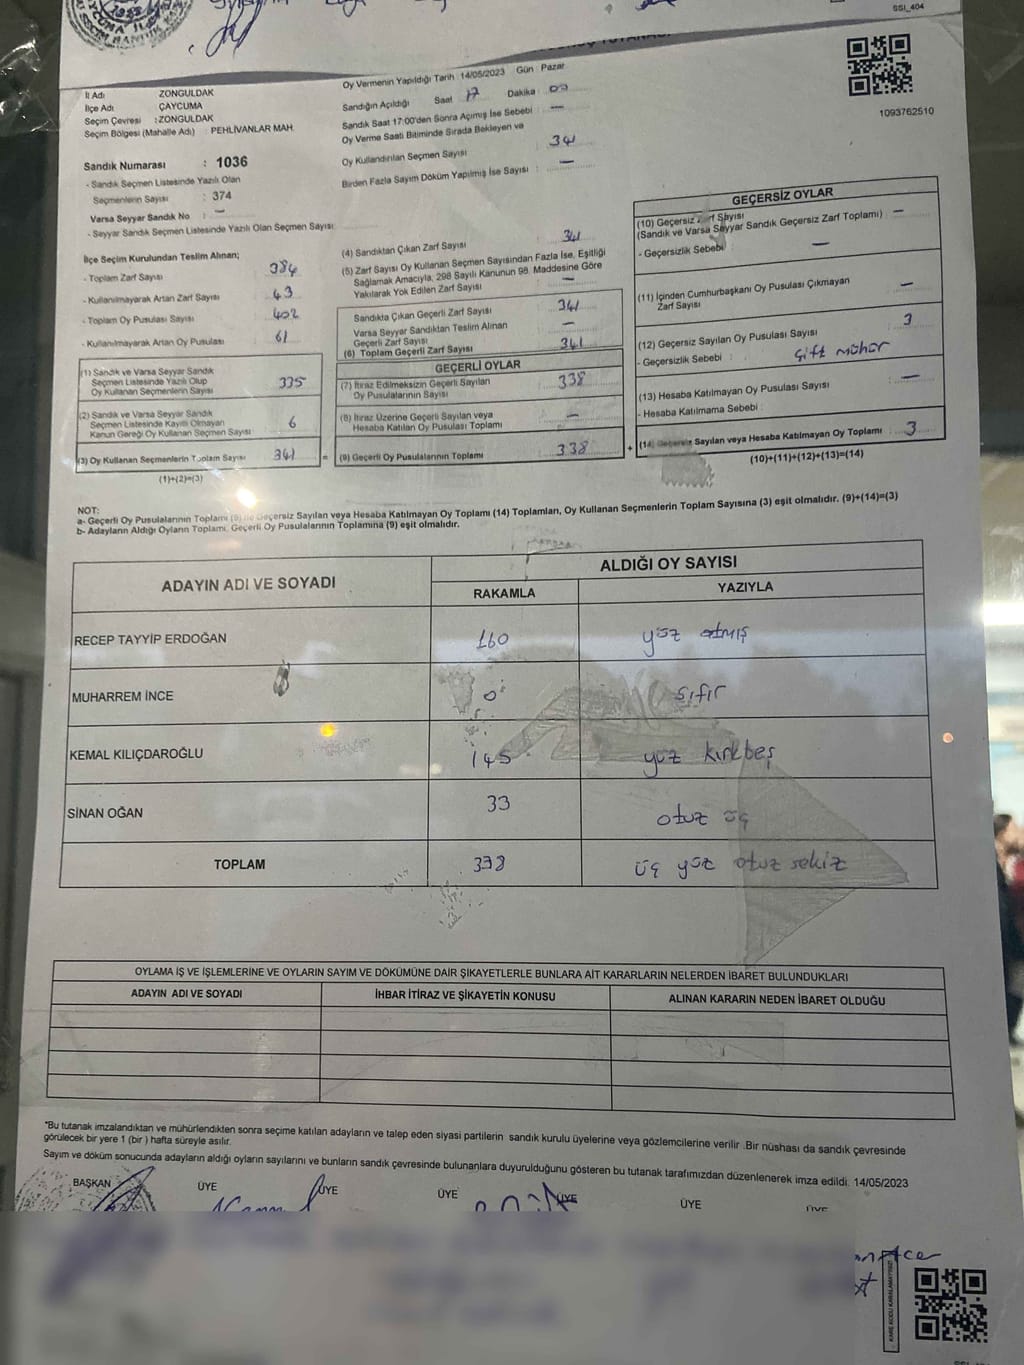 SSI_404
1093762510
İl Adı ZONGULDAK
İlçe Adı ÇAYCUMA
Seçim Çevresi : ZONGULDAK
Seçim Bölgesi (Mahalle Adı) : PEHLİVANLAR MAH.
Sandık Numarası : 1036
- Sandık Seçmen Listesinde Yazılı Olan
Seçmenlerin Sayısı : 374
Varsa Seyyar Sandık No : —
- Seyyar Sandık Seçmen Listesinde Yazılı Olan Seçmen Sayısı
Oy Vermenin Yapıldığı Tarih : 14/05/2023 Gün : Pazar
Sandığın Açıldığı Saat 17 Dakika 00
Sandık Saat 17:00'den Sonra Açımış İse Sebebi : —
Oy Verme Saati Bitiminde Sırada Bekleyen ve
Oy Kullandırılan Seçmen Sayısı 341
Birden Fazla Sayım Döküm Yapılmış İse Sayısı : —
İlçe Seçim Kurulundan Teslim Alınan;
- Toplam Zarf Sayısı 384
- Kullanılmayarak Artan Zarf Sayısı 43
- Toplam Oy Pusulası Sayısı 402
- Kullanılmayarak Artan Oy Pusulası 61
(1) Sandık ve Varsa Seyyar Sandık
Seçmen Listesinde Yazılı Olup
Oy Kullanan Seçmenlerin Sayısı 335
(2) Sandık ve Varsa Seyyar Sandık
Seçmen Listesinde Kayıtlı Olmayan
Kanun Gereği Oy Kullanan Seçmen Sayısı 6
(3) Oy Kullanan Seçmenlerin Toplam Sayısı 341 =
(1)+(2)=(3)
(4) Sandıktan Çıkan Zarf Sayısı 341
(5) Zarf Sayısı Oy Kullanan Seçmen Sayısından Fazla İse, Eşitliği
Sağlamak Amacıyla, 298 Sayılı Kanunun 98. Maddesine Göre
Yakılarak Yok Edilen Zarf Sayısı —
Sandıkta Çıkan Geçerli Zarf Sayısı 341
Varsa Seyyar Sandıktan Teslim Alınan
Geçerli Zarf Sayısı —
(6) Toplam Geçerli Zarf Sayısı 341
GEÇERLİ OYLAR
(7) İtiraz Edilmeksizin Geçerli Sayılan
Oy Pusulalarının Sayısı 338
(8) İtiraz Üzerine Geçerli Sayılan veya
Hesaba Katılan Oy Pusulası Toplamı —
(9) Geçerli Oy Pusulalarının Toplamı 338 +
GEÇERSİZ OYLAR
(10) Geçersiz Zarf Sayısı
(Sandık ve Varsa Seyyar Sandık Geçersiz Zarf Toplamı) —
- Geçersizlik Sebebi —
(11) İçinden Cumhurbaşkanı Oy Pusulası Çıkmayan
Zarf Sayısı —
(12) Geçersiz Sayılan Oy Pusulası Sayısı 3
- Geçersizlik Sebebi : çift mühür
(13) Hesaba Katılmayan Oy Pusulası Sayısı —
- Hesaba Katılmama Sebebi :
(14) Geçersiz Sayılan veya Hesaba Katılmayan Oy Toplamı 3
(10)+(11)+(12)+(13)=(14)
NOT:
a- Geçerli Oy Pusulalarının Toplamı (9) ile Geçersiz Sayılan veya Hesaba Katılmayan Oy Toplamı (14) Toplamları, Oy Kullanan Seçmenlerin Toplam Sayısına (3) eşit olmalıdır. (9)+(14)=(3)
b- Adayların Aldığı Oyların Toplamı, Geçerli Oy Pusulalarının Toplamına (9) eşit olmalıdır.
ADAYIN ADI VE SOYADI ALDIĞI OY SAYISI
RAKAMLA YAZIYLA
RECEP TAYYİP ERDOĞAN 160 yüz atmış
MUHARREM İNCE 0 sıfır
KEMAL KILIÇDAROĞLU 145 yüz kırkbeş
SİNAN OĞAN 33 otuz üç
TOPLAM 338 üç yüz otuz sekiz
OYLAMA İŞ VE İŞLEMLERİNE VE OYLARIN SAYIM VE DÖKÜMÜNE DAİR ŞİKAYETLERLE BUNLARA AİT KARARLARIN NELERDEN İBARET BULUNDUKLARI
ADAYIN ADI VE SOYADI İHBAR İTİRAZ VE ŞİKAYETİN KONUSU ALINAN KARARIN NEDEN İBARET OLDUĞU
*Bu tutanak imzalandıktan ve mühürlendikten sonra seçime katılan adayların ve talep eden siyasi partilerin sandık kurulu üyelerine veya gözlemcilerine verilir .Bir nüshası da sandık çevresinde
görülecek bir yere 1 (bir ) hafta süreyle asılır.
Sayım ve döküm sonucunda adayların aldığı oyların sayılarını ve bunların sandık çevresinde bulunanlara duyurulduğunu gösteren bu tutanak tarafımızdan düzenlenerek imza edildi. 14/05/2023
BAŞKAN ÜYE ÜYE ÜYE ÜYE ÜYE ÜYE
KARE KODU KARALAMAYINIZ!